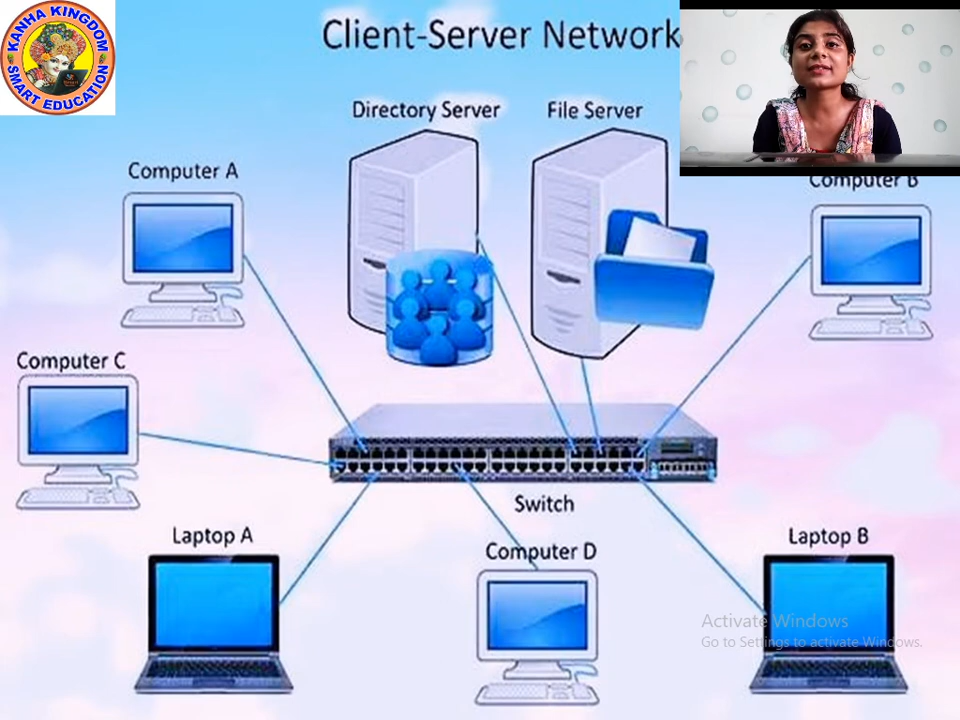 KANHA KINGDOM
SMART EDUCATION
Client-Server Network
Directory Server
File Server
Computer A
Computer B
Computer C
Switch
Laptop A
Computer D
Laptop B
Activate Windows
Go to Settings to activate Windows.